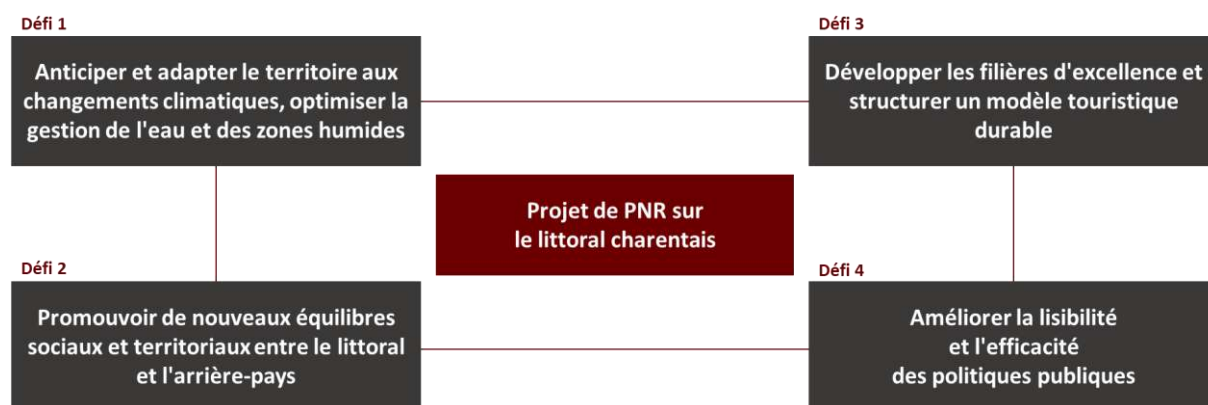 Défi 1
Anticiper et adapter le territoire aux
changements climatiques, optimiser la
gestion de l'eau et des zones humides
Défi 3
Développer les filières d'excellence et
structurer un modèle touristique
durable
Projet de PNR sur
le littoral charentais
Défi 2
Promouvoir de nouveaux équilibres
sociaux et territoriaux entre le littoral
et l'arrière-pays
Défi 4
Améliorer la lisibilité
et l'efficacité
des politiques publiques